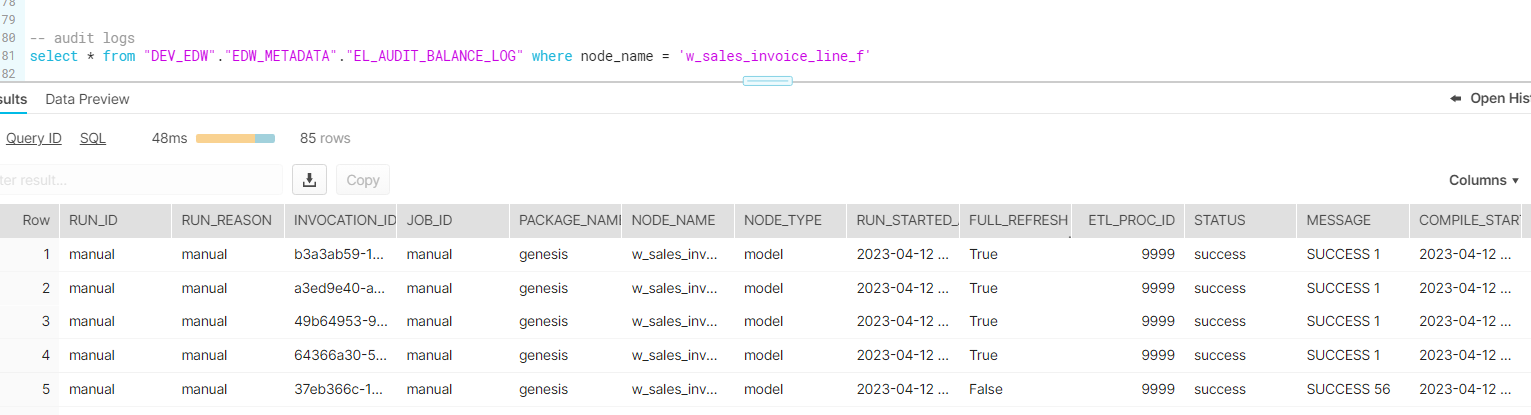 78
79
80 -- audit logs
81 select * from "DEV_EDW"."EDW_METADATA"."EL_AUDIT_BALANCE_LOG" where node_name = 'w_sales_invoice_line_f'
82
sults Data Preview Open His
Query ID SQL 48ms 85 rows
ter result... Copy
Columns
Row RUN_ID RUN_REASON INVOCATION_ID JOB_ID PACKAGE_NAM NODE_NAME NODE_TYPE RUN_STARTED_ FULL_REFRESH_ ETL_PROC_ID STATUS MESSAGE COMPILE_START
1 manual manual b3a3ab59-1... manual genesis w_sales_inv... model 2023-04-12 ... True 9999 success SUCCESS 1 2023-04-12 ...
2 manual manual a3ed9e40-a... manual genesis w_sales_inv... model 2023-04-12 ... True 9999 success SUCCESS 1 2023-04-12 ...
3 manual manual 49b64953-9... manual genesis w_sales_inv... model 2023-04-12 ... True 9999 success SUCCESS 1 2023-04-12 ...
4 manual manual 64366a30-5... manual genesis w_sales_inv... model 2023-04-12 ... True 9999 success SUCCESS 1 2023-04-12 ...
5 manual manual 37eb366c-1... manual genesis w_sales_inv... model 2023-04-12 ... False 9999 success SUCCESS 56 2023-04-12 ...